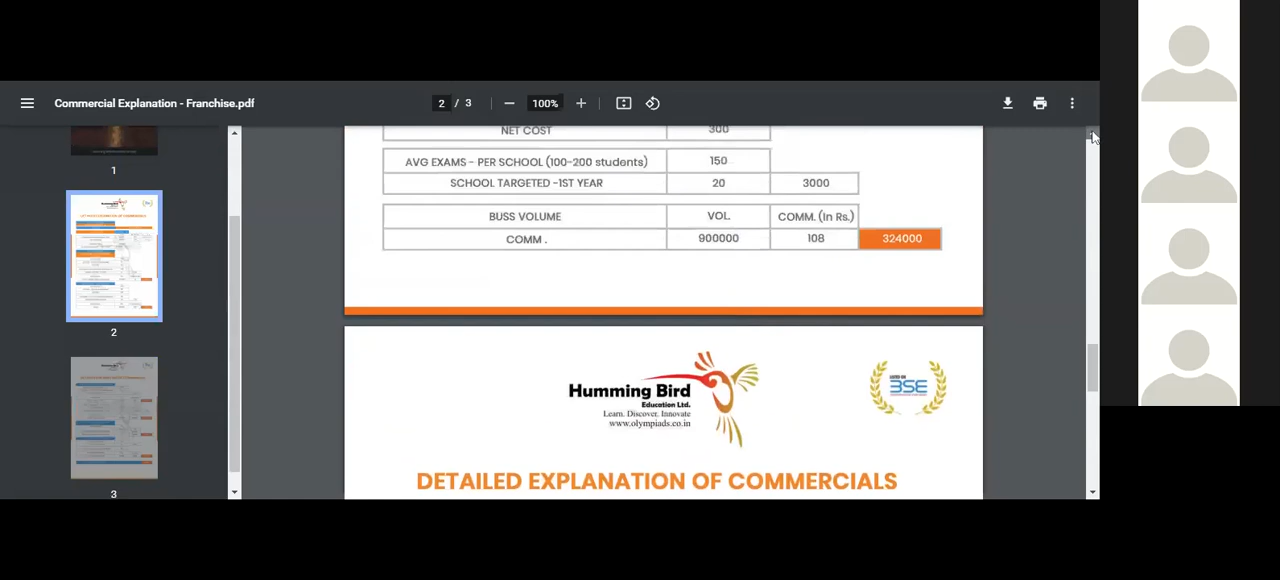 Commercial Explanation - Franchise.pdf
2 / 3
100%
NET COST 300
AVG EXAMS - PER SCHOOL (100-200 students) 150
SCHOOL TARGETED -1ST YEAR 20 3000
BUSS VOLUME VOL. COMM. (In Rs.)
COMM . 900000 108 324000
1
2
3
Humming Bird
Education Ltd.
Learn. Discover. Innovate
www.olympiads.co.in
BSE
DETAILED EXPLANATION OF COMMERCIALS